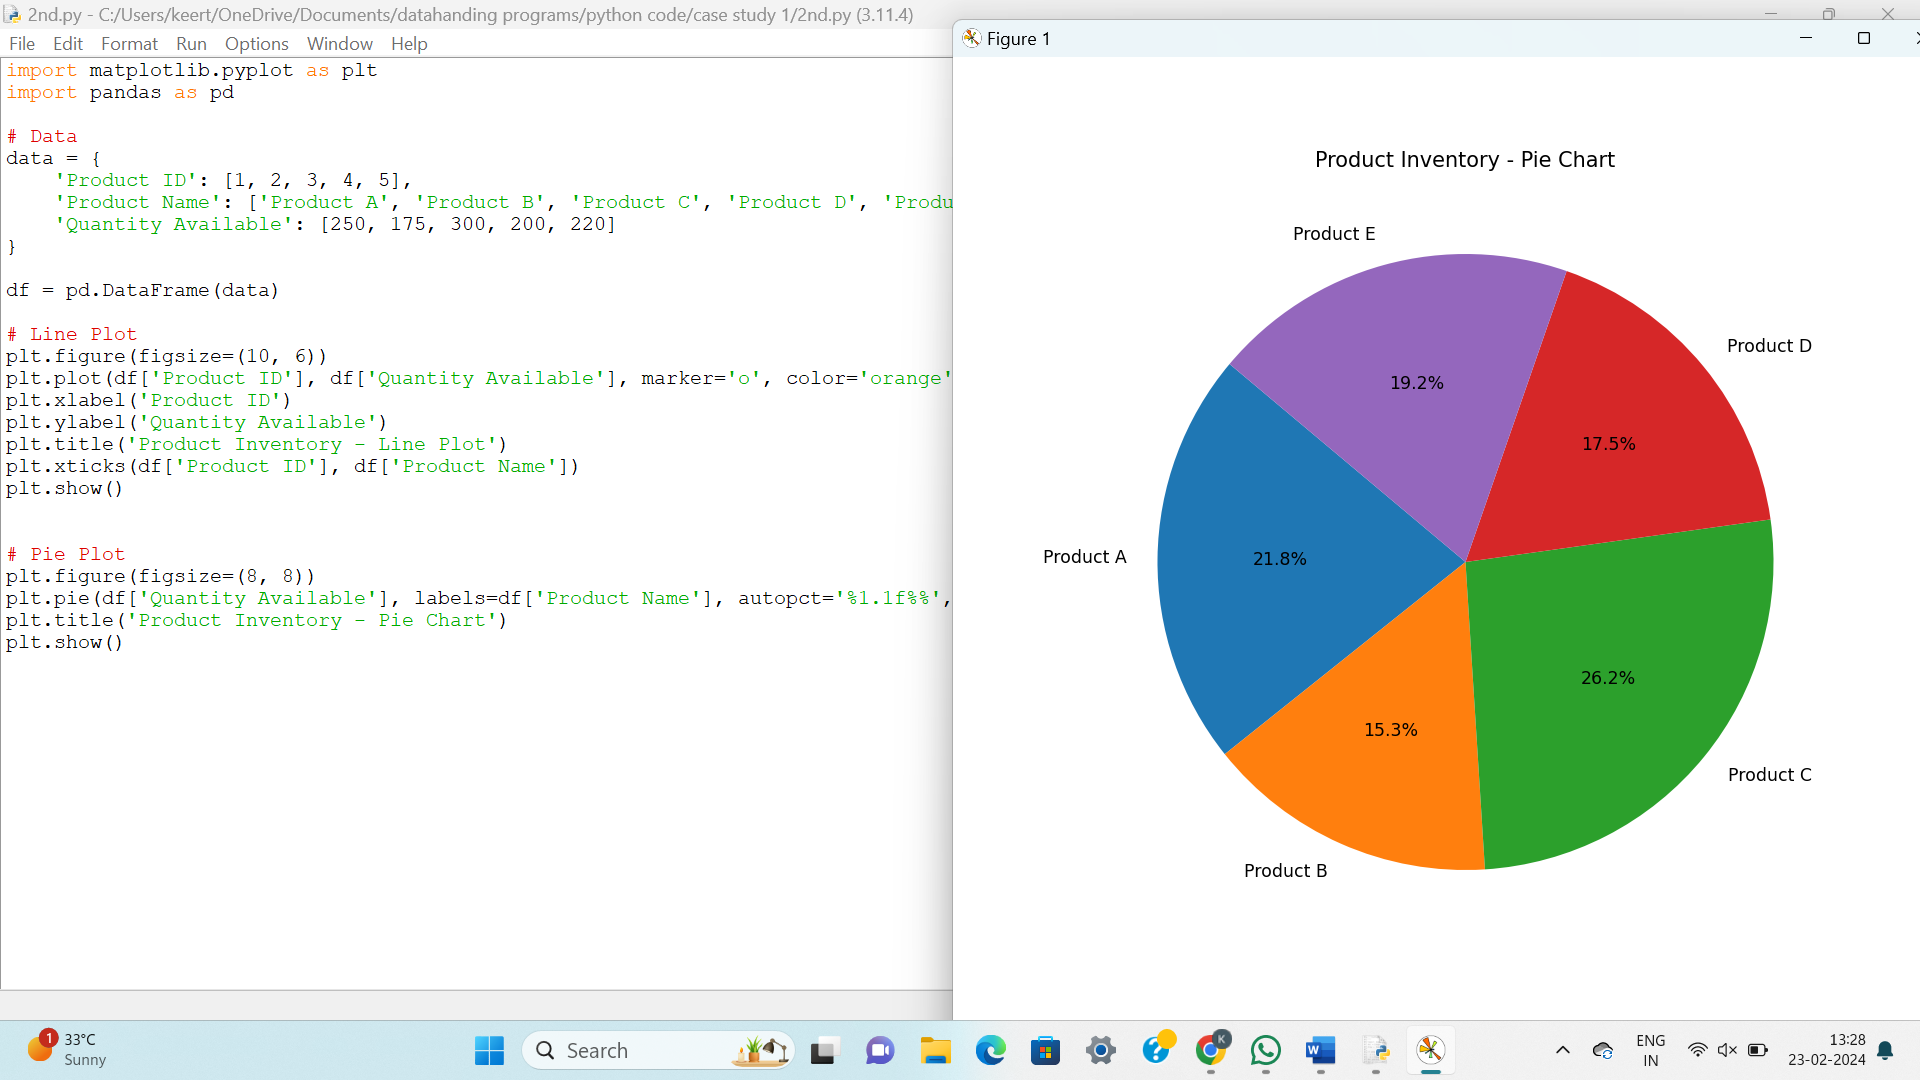 2nd.py - C:/Users/keert/OneDrive/Documents/datahanding programs/python code/case study 1/2nd.py (3.11.4)
File Edit Format Run Options Window Help
import matplotlib.pyplot as plt
import pandas as pd
# Data
data = {
    'Product ID': [1, 2, 3, 4, 5],
    'Product Name': ['Product A', 'Product B', 'Product C', 'Product D', 'Produ
    'Quantity Available': [250, 175, 300, 200, 220]
}
df = pd.DataFrame(data)
# Line Plot
plt.figure(figsize=(10, 6))
plt.plot(df['Product ID'], df['Quantity Available'], marker='o', color='orange'
plt.xlabel('Product ID')
plt.ylabel('Quantity Available')
plt.title('Product Inventory - Line Plot')
plt.xticks(df['Product ID'], df['Product Name'])
plt.show()
# Pie Plot
plt.figure(figsize=(8, 8))
plt.pie(df['Quantity Available'], labels=df['Product Name'], autopct='%1.1f%%',
plt.title('Product Inventory - Pie Chart')
plt.show()
Figure 1
Product Inventory - Pie Chart
Product E
Product D
19.2%
17.5%
Product A
21.8%
26.2%
15.3%
Product C
Product B
1
33°C
Sunny
Search
K
W
ENG
IN
13:28
23-02-2024